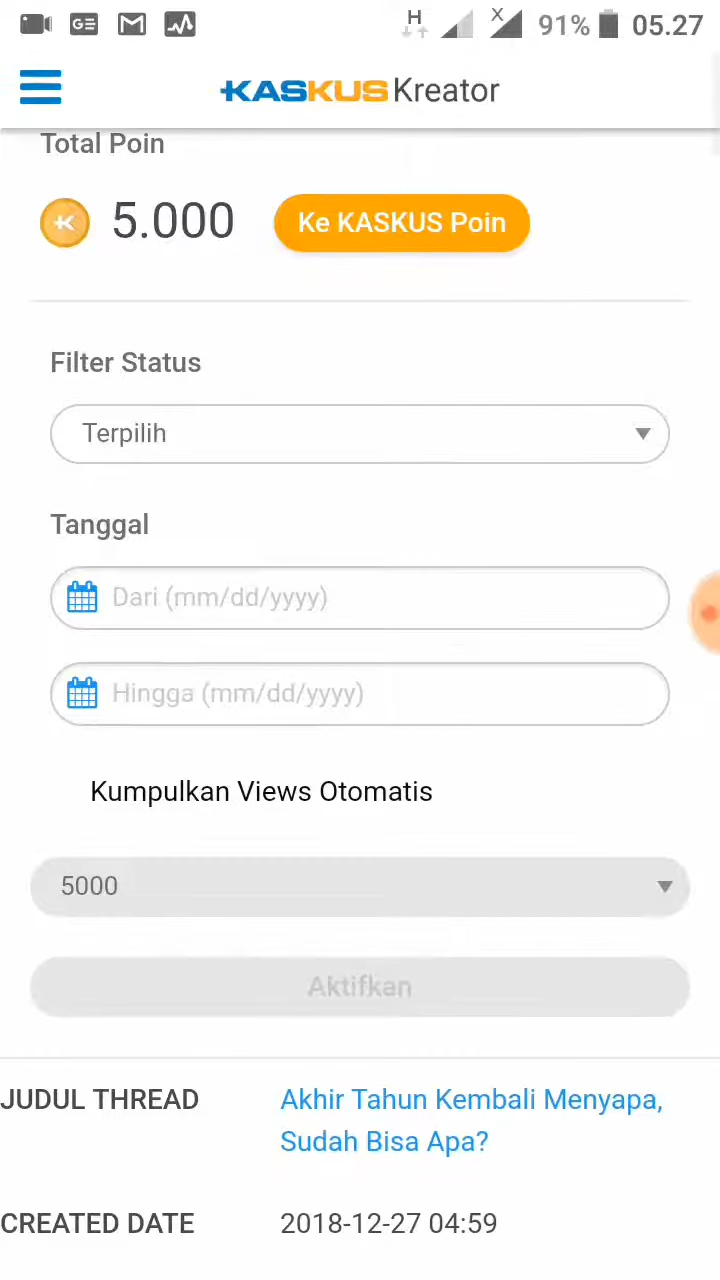 GE
H
X
91%
05.27
KASKUS Kreator
Total Poin
5.000
Ke KASKUS Poin
Filter Status
Terpilih
Tanggal
Dari (mm/dd/yyyy)
Hingga (mm/dd/yyyy)
Kumpulkan Views Otomatis
5000
Aktifkan
JUDUL THREAD
Akhir Tahun Kembali Menyapa,
Sudah Bisa Apa?
CREATED DATE
2018-12-27 04:59